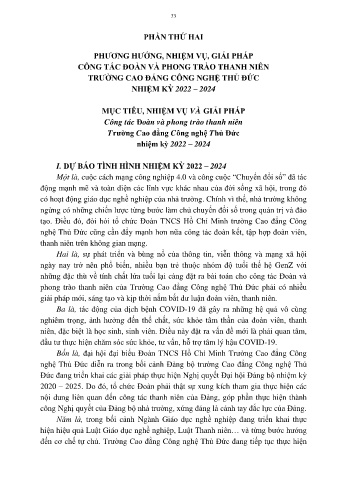 33
PHẦN THỨ HAI
PHƯƠNG HƯỚNG, NHIỆM VỤ, GIẢI PHÁP
CÔNG TÁC ĐOÀN VÀ PHONG TRÀO THANH NIÊN
TRƯỜNG CAO ĐẲNG CÔNG NGHỆ THỦ ĐỨC
NHIỆM KỲ 2022 – 2024
MỤC TIÊU, NHIỆM VỤ VÀ GIẢI PHÁP
Công tác Đoàn và phong trào thanh niên
Trường Cao đẳng Công nghệ Thủ Đức
nhiệm kỳ 2022 – 2024
I. DỰ BÁO TÌNH HÌNH NHIỆM KỲ 2022 – 2024
Một là, cuộc cách mạng công nghiệp 4.0 và công cuộc “Chuyển đổi số” đã tác
động mạnh mẽ và toàn diện các lĩnh vực khác nhau của đời sống xã hội, trong đó
có hoạt động giáo dục nghề nghiệp của nhà trường. Chính vì thế, nhà trường không
ngừng có những chiến lược từng bước làm chủ chuyển đổi số trong quản trị và đào
tạo. Điều đó, đòi hỏi tổ chức Đoàn TNCS Hồ Chí Minh trường Cao đẳng Công
nghệ Thủ Đức cũng cần đẩy mạnh hơn nữa công tác đoàn kết, tập hợp đoàn viên,
thanh niên trên không gian mạng.
Hai là, sự phát triển và bùng nổ của thông tin, viễn thông và mạng xã hội
ngày nay trở nên phổ biến, nhiều bạn trẻ thuộc nhóm độ tuổi thế hệ GenZ với
những đặc thù về tính chất lứa tuổi lại càng đặt ra bài toán cho công tác Đoàn và
phong trào thanh niên của Trường Cao đẳng Công nghệ Thủ Đức phải có nhiều
giải pháp mới, sáng tạo và kịp thời nắm bắt dư luận đoàn viên, thanh niên.
Ba là, tác động của dịch bệnh COVID-19 đã gây ra những hệ quả vô cùng
nghiêm trọng, ảnh hưởng đến thể chất, sức khỏe tâm thần của đoàn viên, thanh
niên, đặc biệt là học sinh, sinh viên. Điều này đặt ra vấn đề mới là phải quan tâm,
đầu tư thực hiện chăm sóc sức khỏe, tư vấn, hỗ trợ tâm lý hậu COVID-19.
Bốn là, đại hội đại biểu Đoàn TNCS Hồ Chí Minh Trường Cao đẳng Công
nghệ Thủ Đức diễn ra trong bối cảnh Đảng bộ trường Cao đẳng Công nghệ Thủ
Đức đang triển khai các giải pháp thực hiện Nghị quyết Đại hội Đảng bộ nhiệm kỳ
2020 – 2025. Do đó, tổ chức Đoàn phải thật sự xung kích tham gia thực hiện các
nội dung liên quan đến công tác thanh niên của Đảng, góp phần thực hiện thành
công Nghị quyết của Đảng bộ nhà trường, xứng đáng là cánh tay đắc lực của Đảng.
Năm là, trong bối cảnh Ngành Giáo dục nghề nghiệp đang triển khai thực
hiện hiệu quả Luật Giáo dục nghề nghiệp, Luật Thanh niên… và từng bước hướng
đến cơ chế tự chủ. Trường Cao đẳng Công nghệ Thủ Đức đang tiếp tục thực hiện